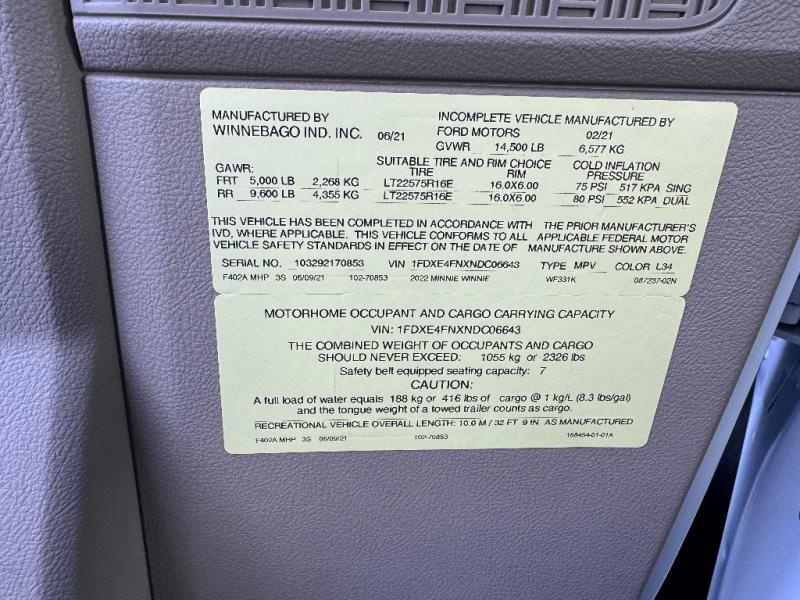 MANUFACTURED BY INCOMPLETE VEHICLE MANUFACTURED BY
WINNEBAGO IND. INC. 06/21 FORD MOTORS 02/21
GVWR 14,500 LB 6,577 KG
GAWR: SUITABLE TIRE AND RIM CHOICE COLD INFLATION
TIRE RIM PRESSURE
FRT 5,000 LB 2,268 KG LT22575R16E 16.0X6.00 75 PSI 517 KPA SING
RR 9,600 LB 4,355 KG LT22575R16E 16.0X6.00 80 PSI 552 KPA DUAL
THIS VEHICLE HAS BEEN COMPLETED IN ACCORDANCE WITH THE PRIOR MANUFACTURER'S
IVD, WHERE APPLICABLE. THIS VEHICLE CONFORMS TO ALL APPLICABLE FEDERAL MOTOR
VEHICLE SAFETY STANDARDS IN EFFECT ON THE DATE OF MANUFACTURE SHOWN ABOVE.
SERIAL NO. 103292170853 VIN 1FDXE4FNXNDC06643 TYPE MPV COLOR L34
F402A MHP 3S 06/09/21 102-70853 2022 MINNIE WINNIE WF331K 087237-02N
MOTORHOME OCCUPANT AND CARGO CARRYING CAPACITY
VIN: 1FDXE4FNXNDC06643
THE COMBINED WEIGHT OF OCCUPANTS AND CARGO
SHOULD NEVER EXCEED: 1055 kg or 2326 lbs
Safety belt equipped seating capacity: 7
CAUTION:
A full load of water equals 188 kg or 416 lbs of cargo @ 1 kg/L (8.3 lbs/gal)
and the tongue weight of a towed trailer counts as cargo.
RECREATIONAL VEHICLE OVERALL LENGTH: 10.0 M / 32 FT 9 IN AS MANUFACTURED
F402A MHP 3S 06/09/21 102-70853 168454-01-01A